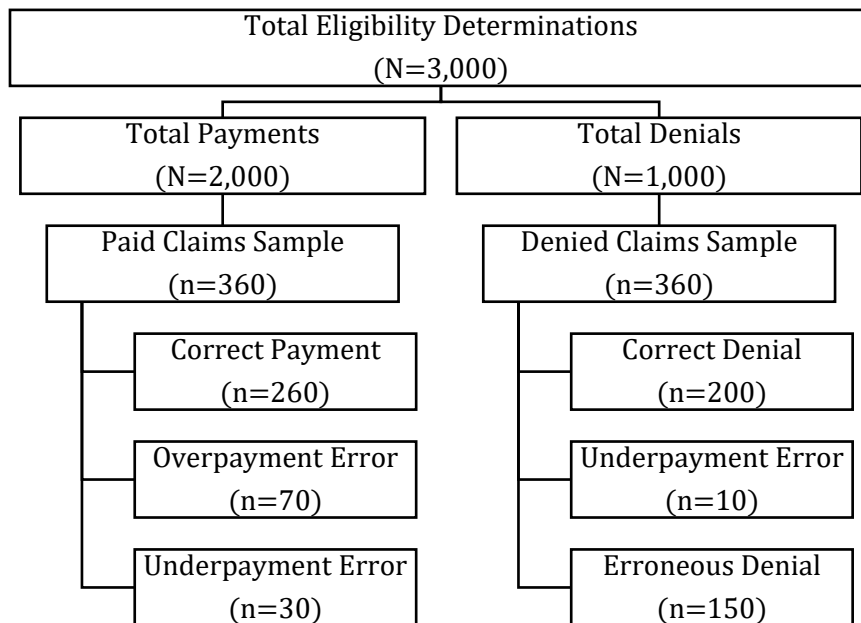 Total Eligibility Determinations
(N=3,000)
Total Payments
(N=2,000)
Total Denials
(N=1,000)
Paid Claims Sample
(n=360)
Denied Claims Sample
(n=360)
Correct Payment
(n=260)
Correct Denial
(n=200)
Overpayment Error
(n=70)
Underpayment Error
(n=10)
Underpayment Error
(n=30)
Erroneous Denial
(n=150)